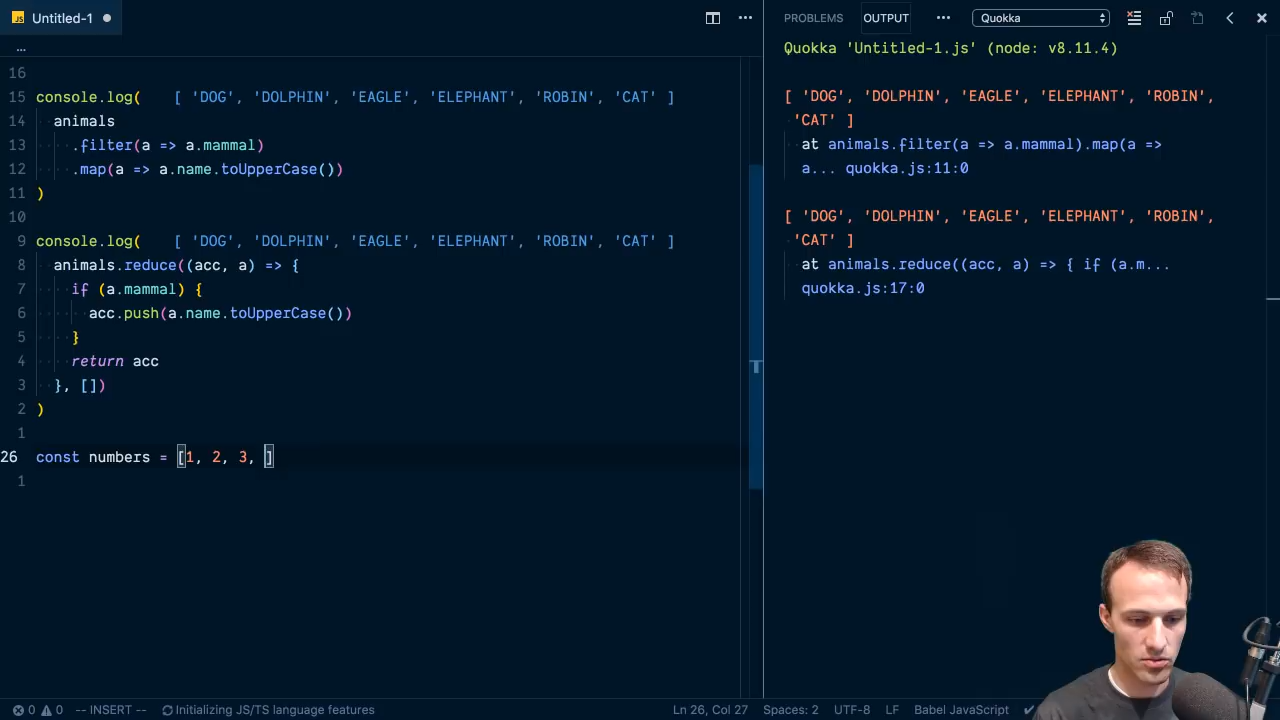 JS Untitled-1
...
16
15 console.log( [ 'DOG', 'DOLPHIN', 'EAGLE', 'ELEPHANT', 'ROBIN', 'CAT' ]
14 animals
13 .filter(a => a.mammal)
12 .map(a => a.name.toUpperCase())
11 )
10
9 console.log( [ 'DOG', 'DOLPHIN', 'EAGLE', 'ELEPHANT', 'ROBIN', 'CAT' ]
8 animals.reduce((acc, a) => {
7 if (a.mammal) {
6 acc.push(a.name.toUpperCase())
5 }
4 return acc
3 }, [])
2 )
1
26 const numbers = [1, 2, 3, ]
1
PROBLEMS OUTPUT ... Quokka
Quokka 'Untitled-1.js' (node: v8.11.4)
[ 'DOG', 'DOLPHIN', 'EAGLE', 'ELEPHANT', 'ROBIN',
'CAT' ]
at animals.filter(a => a.mammal).map(a =>
a... quokka.js:11:0
[ 'DOG', 'DOLPHIN', 'EAGLE', 'ELEPHANT', 'ROBIN',
'CAT' ]
at animals.reduce((acc, a) => { if (a.m...
quokka.js:17:0
0 0 -- INSERT -- Initializing JS/TS language features Ln 26, Col 27 Spaces: 2 UTF-8 LF Babel JavaScript